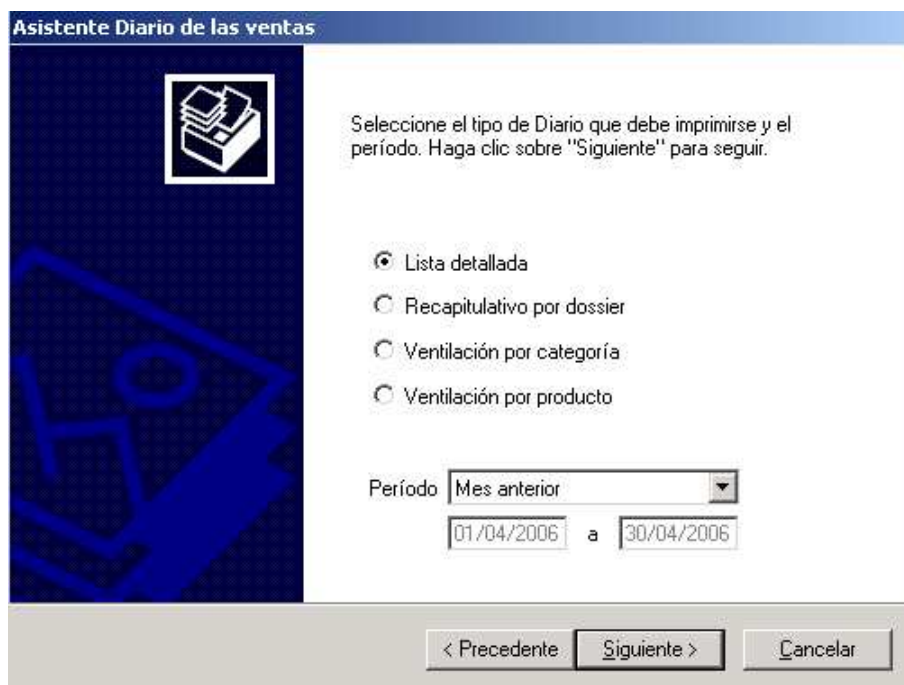 Asistente Diario de las ventas
Seleccione el tipo de Diario que debe imprimirse y el
período. Haga clic sobre "Siguiente" para seguir.
Lista detallada
Recapitulativo por dossier
Ventilación por categoría
Ventilación por producto
Período Mes anterior
01/04/2006 a 30/04/2006
< Precedente Siguiente > Cancelar